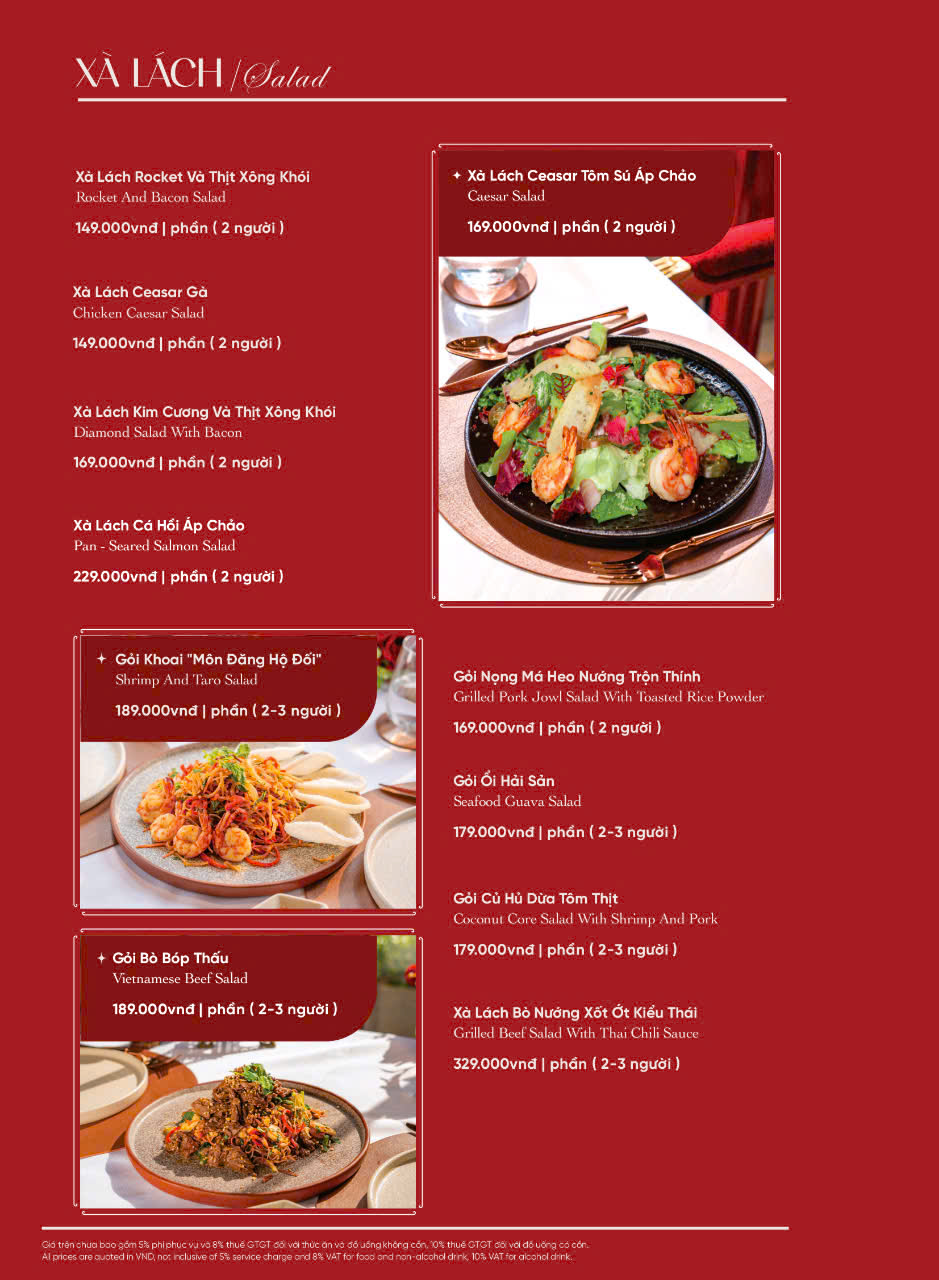 XÀ LÁCH / Salad
Xà Lách Rocket Và Thịt Xông Khói
Rocket And Bacon Salad
149.000vnđ | phần ( 2 người )
Xà Lách Ceasar Gà
Chicken Caesar Salad
149.000vnđ | phần ( 2 người )
Xà Lách Kim Cương Và Thịt Xông Khói
Diamond Salad With Bacon
169.000vnđ | phần ( 2 người )
Xà Lách Cá Hồi Áp Chảo
Pan - Seared Salmon Salad
229.000vnđ | phần ( 2 người )
Xà Lách Ceasar Tôm Sú Áp Chảo
Caesar Salad
169.000vnđ | phần ( 2 người )
Gỏi Khoai "Môn Đăng Hộ Đối"
Shrimp And Taro Salad
189.000vnđ | phần ( 2-3 người )
Gỏi Bò Bóp Thấu
Vietnamese Beef Salad
189.000vnđ | phần ( 2-3 người )
Gỏi Nọng Má Heo Nướng Trộn Thính
Grilled Pork Jowl Salad With Toasted Rice Powder
169.000vnđ | phần ( 2 người )
Gỏi Ổi Hải Sản
Seafood Guava Salad
179.000vnđ | phần ( 2-3 người )
Gỏi Củ Hủ Dừa Tôm Thịt
Coconut Core Salad With Shrimp And Pork
179.000vnđ | phần ( 2-3 người )
Xà Lách Bò Nướng Xốt Ớt Kiểu Thái
Grilled Beef Salad With Thai Chili Sauce
329.000vnđ | phần ( 2-3 người )
Giá trên chưa bao gồm 5% phí phục vụ và 8% thuế GTGT đối với thức ăn và đồ uống không cồn, 10% thuế GTGT đối với đồ uống có cồn.
All prices are quoted in VND, not inclusive of 5% service charge and 8% VAT for food and non-alcohol drink, 10% VAT for alcohol drink.